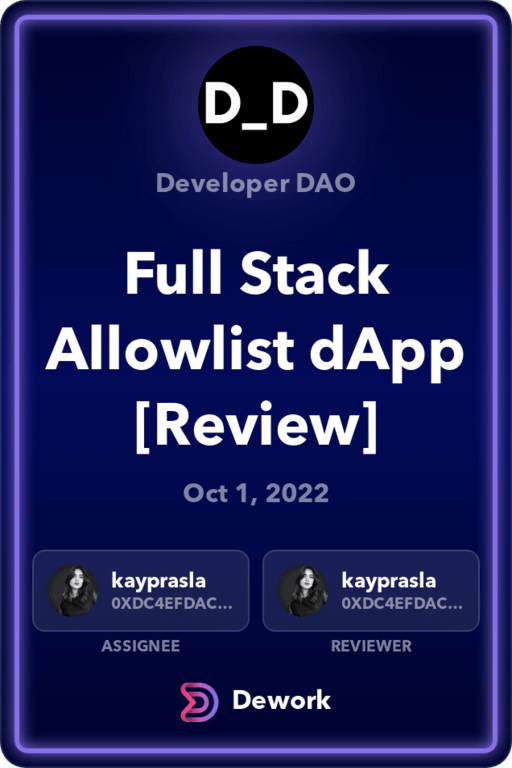 D_D
Developer DAO
Full Stack
Allowlist dApp
[Review]
Oct 1, 2022
kayprasla
0XDC4EFDAC...
ASSIGNEE
kayprasla
0XDC4EFDAC...
REVIEWER
Dework